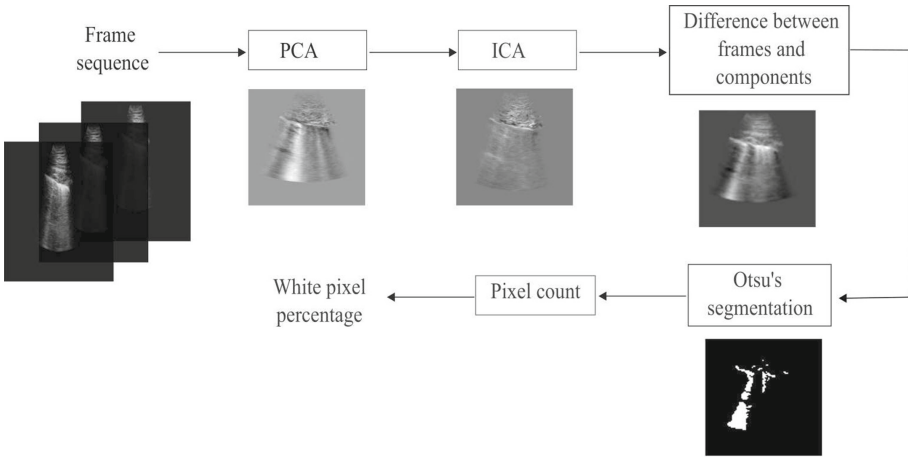 Frame
sequence
PCA
ICA
Difference between
frames and
components
White pixel
percentage
Pixel count
Otsu's
segmentation